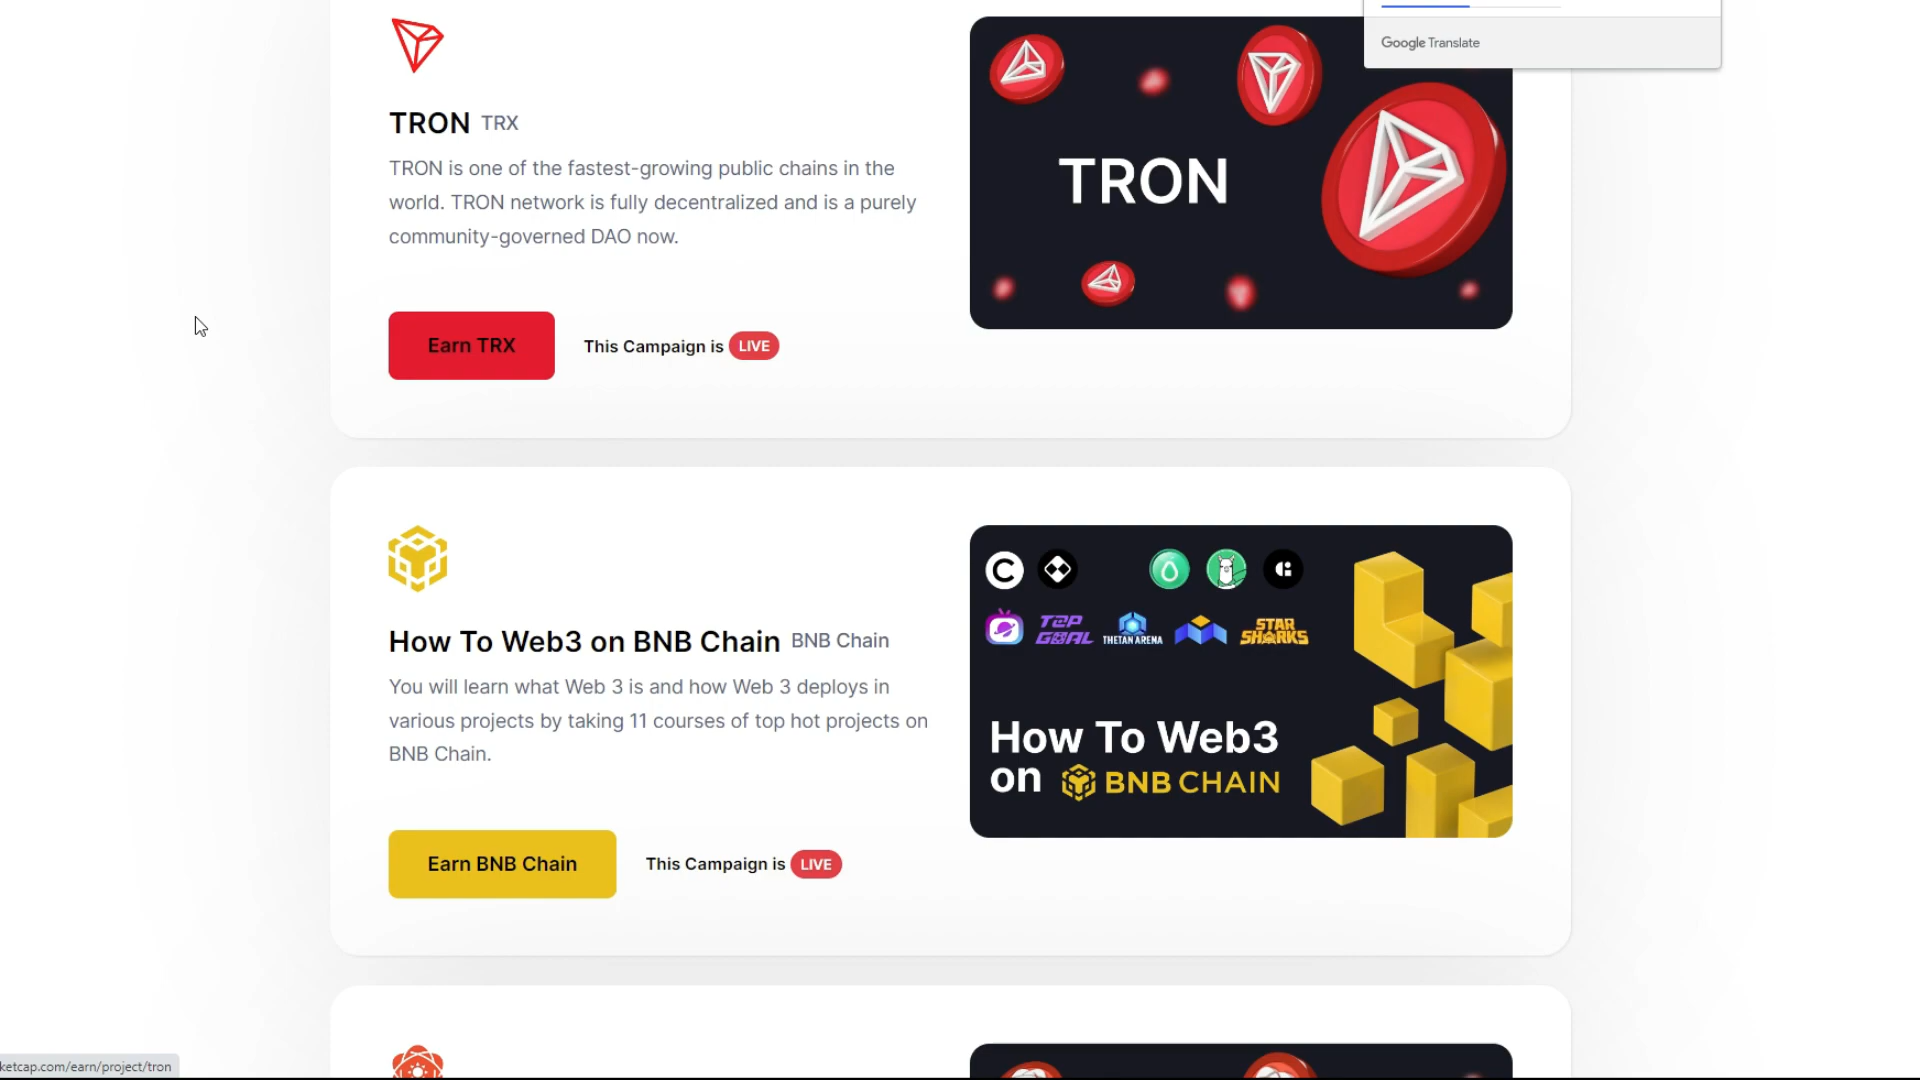 Google Translate
TRON TRX
TRON is one of the fastest-growing public chains in the
world. TRON network is fully decentralized and is a purely
community-governed DAO now.
Earn TRX
This Campaign is LIVE
TRON
How To Web3 on BNB Chain BNB Chain
You will learn what Web 3 is and how Web 3 deploys in
various projects by taking 11 courses of top hot projects on
BNB Chain.
Earn BNB Chain
This Campaign is LIVE
C
TOP
GOAL
THETAN ARENA
STAR
SHARKS
How To Web3
on BNB CHAIN
ketcap.com/earn/project/tron